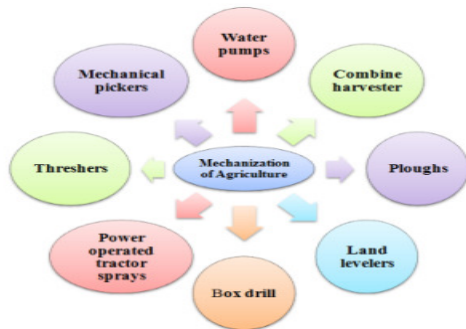 Water
pumps
Combine
harvester
Ploughs
Land
levelers
Box drill
Power
operated
tractor
sprays
Threshers
Mechanical
pickers
Mechanization
of Agriculture